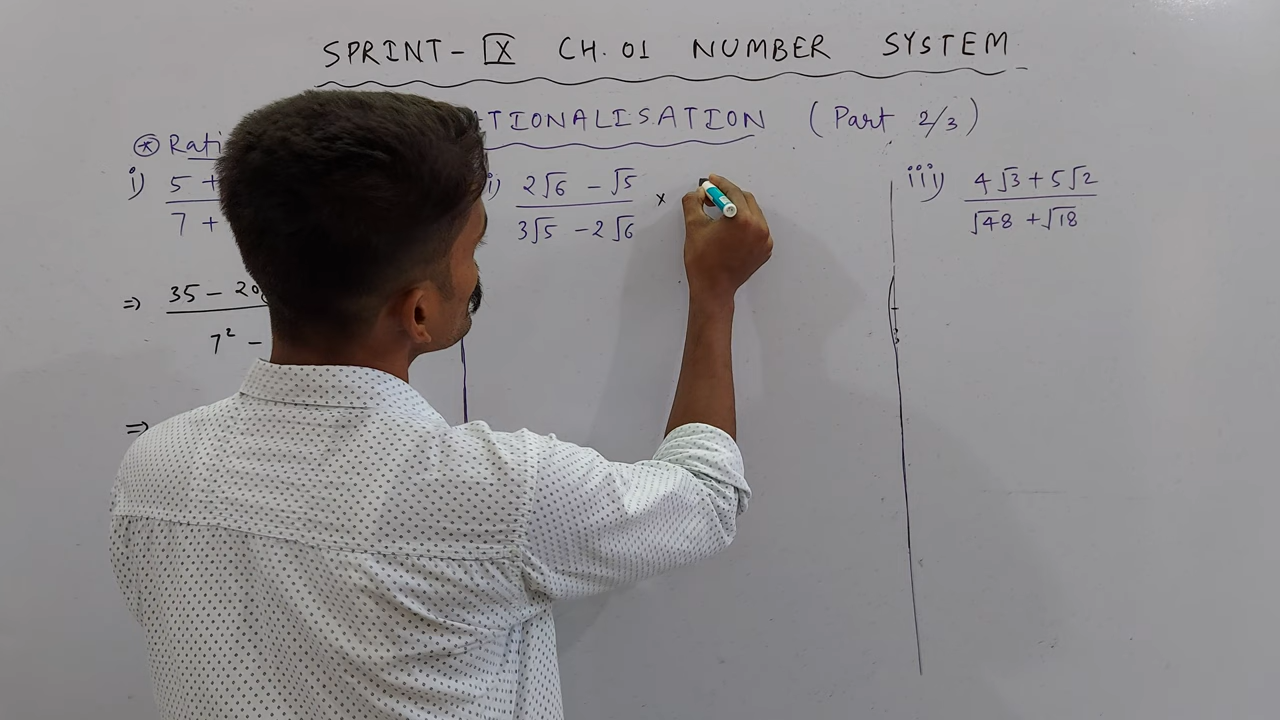 SPRINT- IX CH. 01 NUMBER SYSTEM
TIONALISATION (Part 2/3)
* Rati
i) 5 +
7 +
i) 2√6 - √5 ×
3√5 - 2√6
iii) 4√3 + 5√2
√48 + √18
⇒ 35 - 20
7² -
⇒